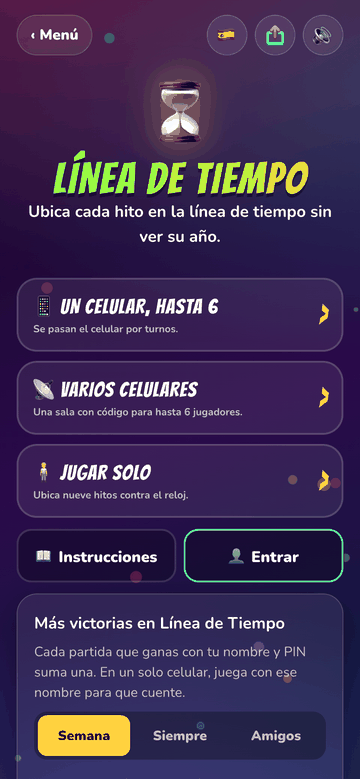 ‹ Menú
LÍNEA DE TIEMPO
Ubica cada hito en la línea de tiempo sin
ver su año.
UN CELULAR, HASTA 6
Se pasan el celular por turnos.
VARIOS CELULARES
Una sala con código para hasta 6 jugadores.
JUGAR SOLO
Ubica nueve hitos contra el reloj.
Instrucciones
Entrar
Más victorias en Línea de Tiempo
Cada partida que ganas con tu nombre y PIN
suma una. En un solo celular, juega con ese
nombre para que cuente.
Semana
Siempre
Amigos